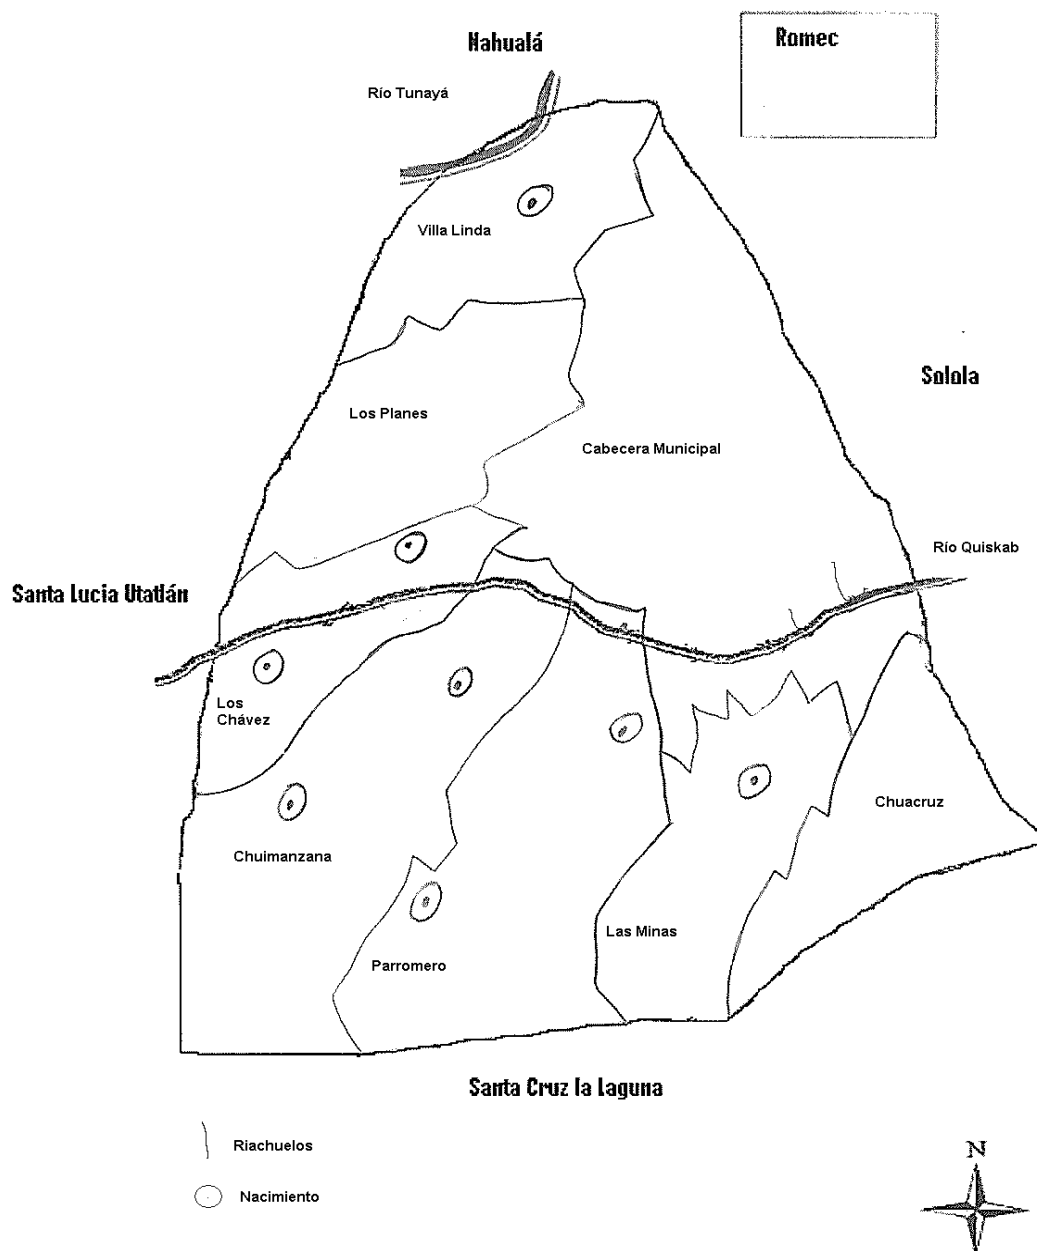 Nahualá
Romec
Río Tunayá
Villa Linda
Solola
Los Planes
Cabecera Municipal
Río Quiskab
Santa Lucia Utatlán
Los
Chávez
Chuacruz
Chuimanzana
Las Minas
Parromero
Santa Cruz la Laguna
Riachuelos
Nacimiento
N